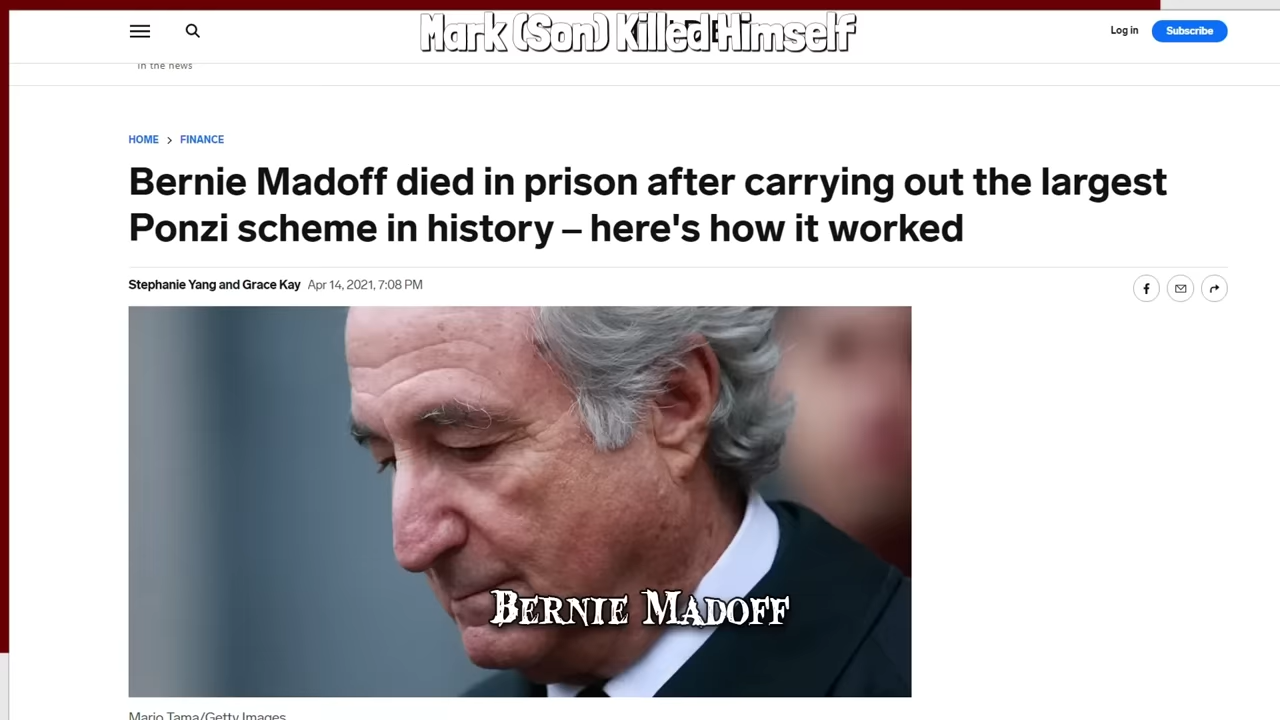 Mark (Son) Killed Himself
Log in
Subscribe
In the news
HOME > FINANCE
Bernie Madoff died in prison after carrying out the largest
Ponzi scheme in history – here's how it worked
Stephanie Yang and Grace Kay Apr 14, 2021, 7:08 PM
BERNIE MADOFF
Mario Tama/Getty Images